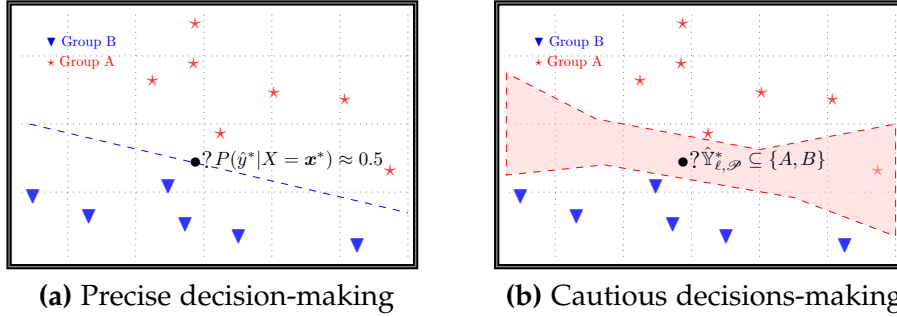 Group B
Group A
? P(ŷ*|X = x*) ≈ 0.5
(a) Precise decision-making
Group B
Group A
? 𝕐̂*ℓ,𝒫 ⊆ {A, B}
(b) Cautious decisions-making